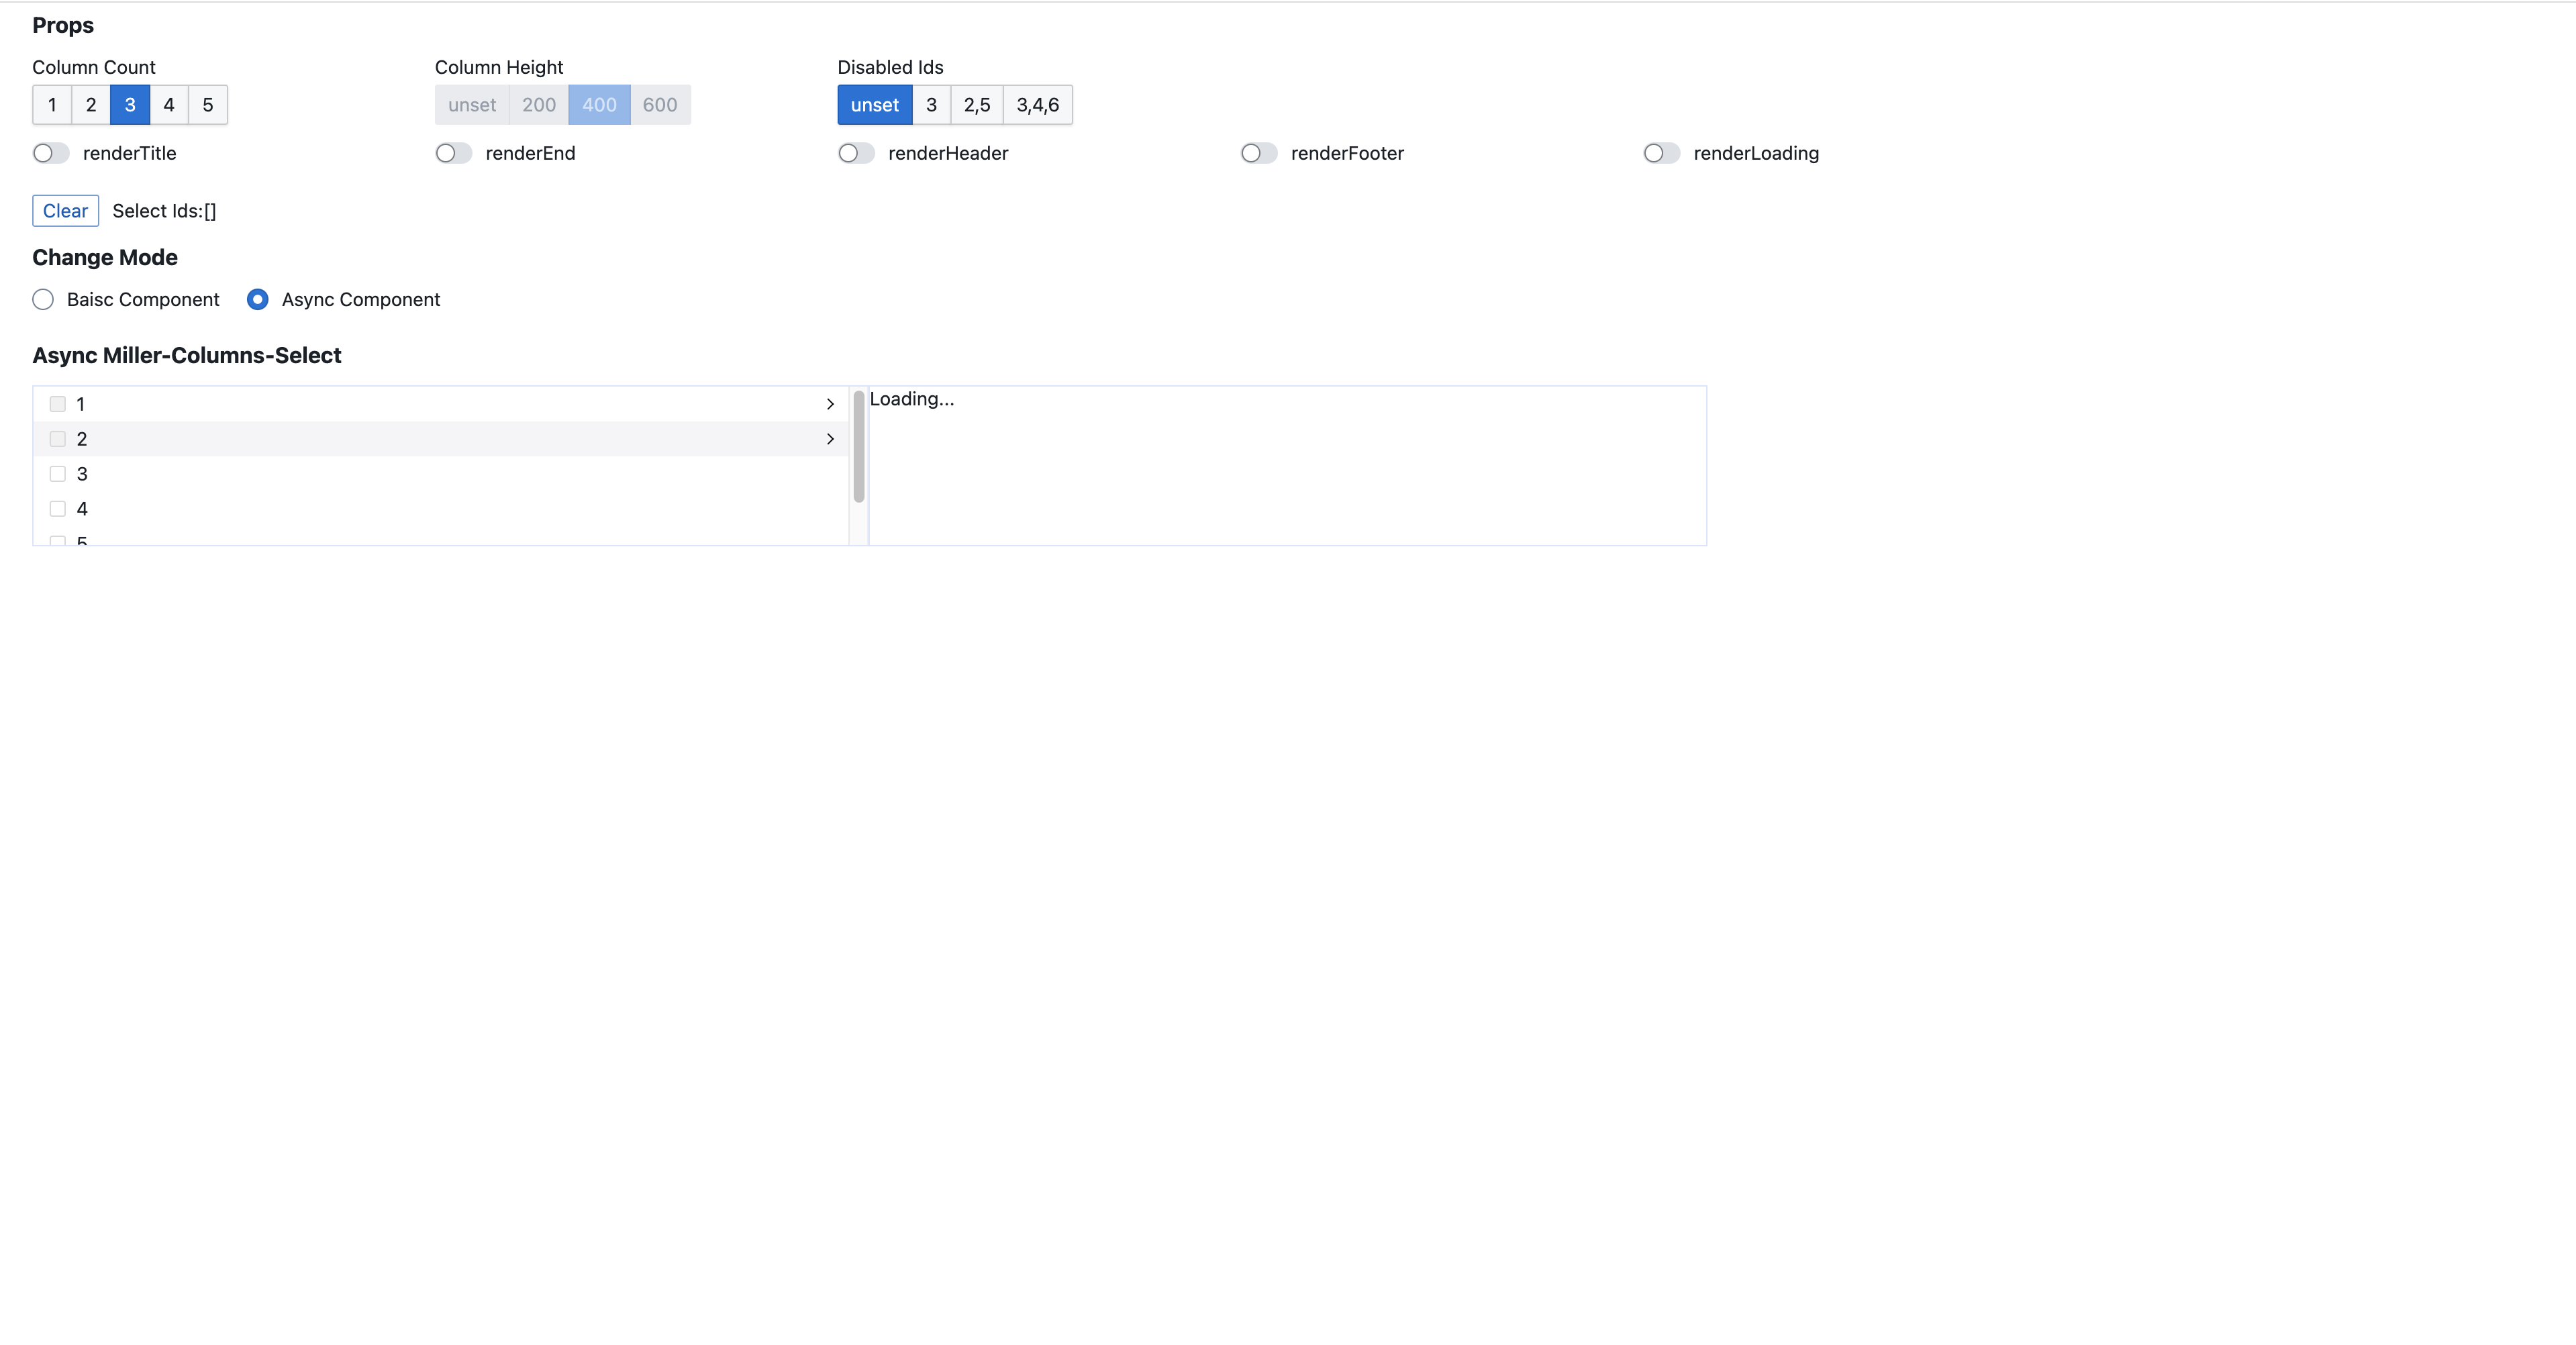 Props
Column Count Column Height Disabled Ids
1 2 3 4 5 unset 200 400 600 unset 3 2,5 3,4,6
renderTitle renderEnd renderHeader renderFooter renderLoading
Clear Select Ids:[]
Change Mode
Baisc Component Async Component
Async Miller-Columns-Select
1 Loading...
2
3
4
5